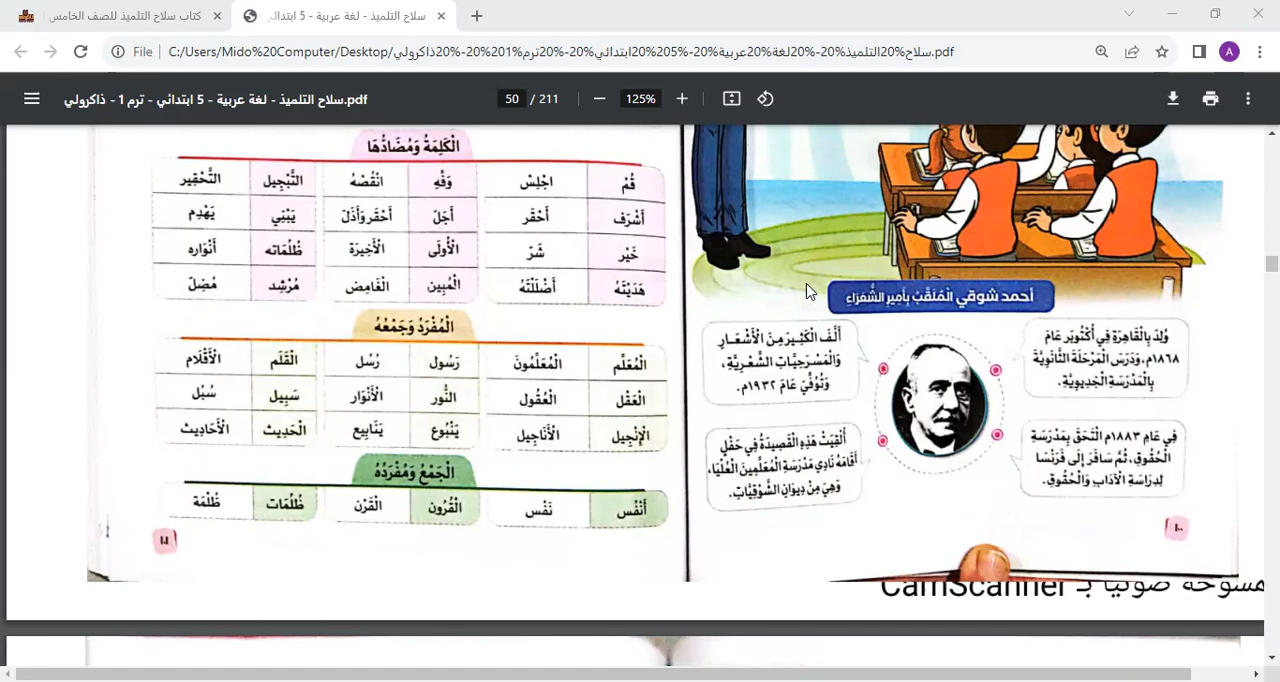 كتاب سلاح التلميذ للصف الخامس
سلاح التلميذ - لغة عربية - 5 ابتدائي
File
C:/Users/Mido%20Computer/Desktop/سلاح%20التلميذ%20-%20لغة%20عربية%20-%205%20ابتدائي%20-%20ترم%201%20-%20ذاكرولي.pdf
A
سلاح التلميذ - لغة عربية - 5 ابتدائي - ترم 1 - ذاكرولي.pdf
50 / 211
125%
أحمد شوقي الْمُلَقَّبُ بِأَمِيرِ الشُّعَرَاءِ
وُلِدَ بِالْقَاهِرَةِ فِي أُكْتُوبَر عَامَ
١٨٦٨م، وَدَرَسَ الْمَرْحَلَةَ الثَّانَوِيَّةَ
بِالْمَدْرَسَةِ الْخِدِيوِيَّةِ.
أَلَّفَ الْكَثِيرَ مِنَ الْأَشْعَارِ
وَالْمَسْرَحِيَّاتِ الشِّعْرِيَّةِ،
وَتُوُفِّيَ عَامَ ١٩٣٢م.
فِي عَامِ ١٨٨٣م الْتَحَقَ بِمَدْرَسَةِ
الْحُقُوقِ، ثُمَّ سَافَرَ إِلَى فَرَنْسَا
لِدِرَاسَةِ الْآدَابِ وَالْحُقُوقِ.
أُلْقِيَتْ هَذِهِ الْقَصِيدَةُ فِي حَفْلٍ
أَقَامَهُ نَادِي مَدْرَسَةِ الْمُعَلِّمِينَ الْعُلْيَا،
وَهِيَ مِنْ دِيوَانِ الشَّوْقِيَّاتِ.
الْكَلِمَةُ وَمُضَادُّهَا
قُمْ اجْلِسْ وَفِّهِ انْقُصْهُ التَّبْجِيل التَّحْقِير
أَشْرَف أَحْقَر أَجَلّ أَحْقَر وَأَذَلّ يَبْنِي يَهْدِم
خَيْر شَرّ الْأُولَى الْأَخِيرَة ظُلُمَاته أَنْوَاره
هَدَيْتَهُ أَضْلَلْتَهُ الْمُبِين الْغَامِض مُرْشِد مُضِلّ
الْمُفْرَدُ وَجَمْعُهُ
الْمُعَلِّم الْمُعَلِّمُونَ رَسُول رُسُل الْقَلَم الْأَقْلَام
الْعَقْل الْعُقُول النُّور الْأَنْوَار سَبِيل سُبُل
الْإِنْجِيل الْأَنَاجِيل يَنْبُوع يَنَابِيع الْحَدِيث الْأَحَادِيث
الْجَمْعُ وَمُفْرَدُهُ
أَنْفُس نَفْس الْقُرُون الْقَرْن ظُلُمَات ظُلْمَة
ممسوحة ضوئيا بـ CamScanner